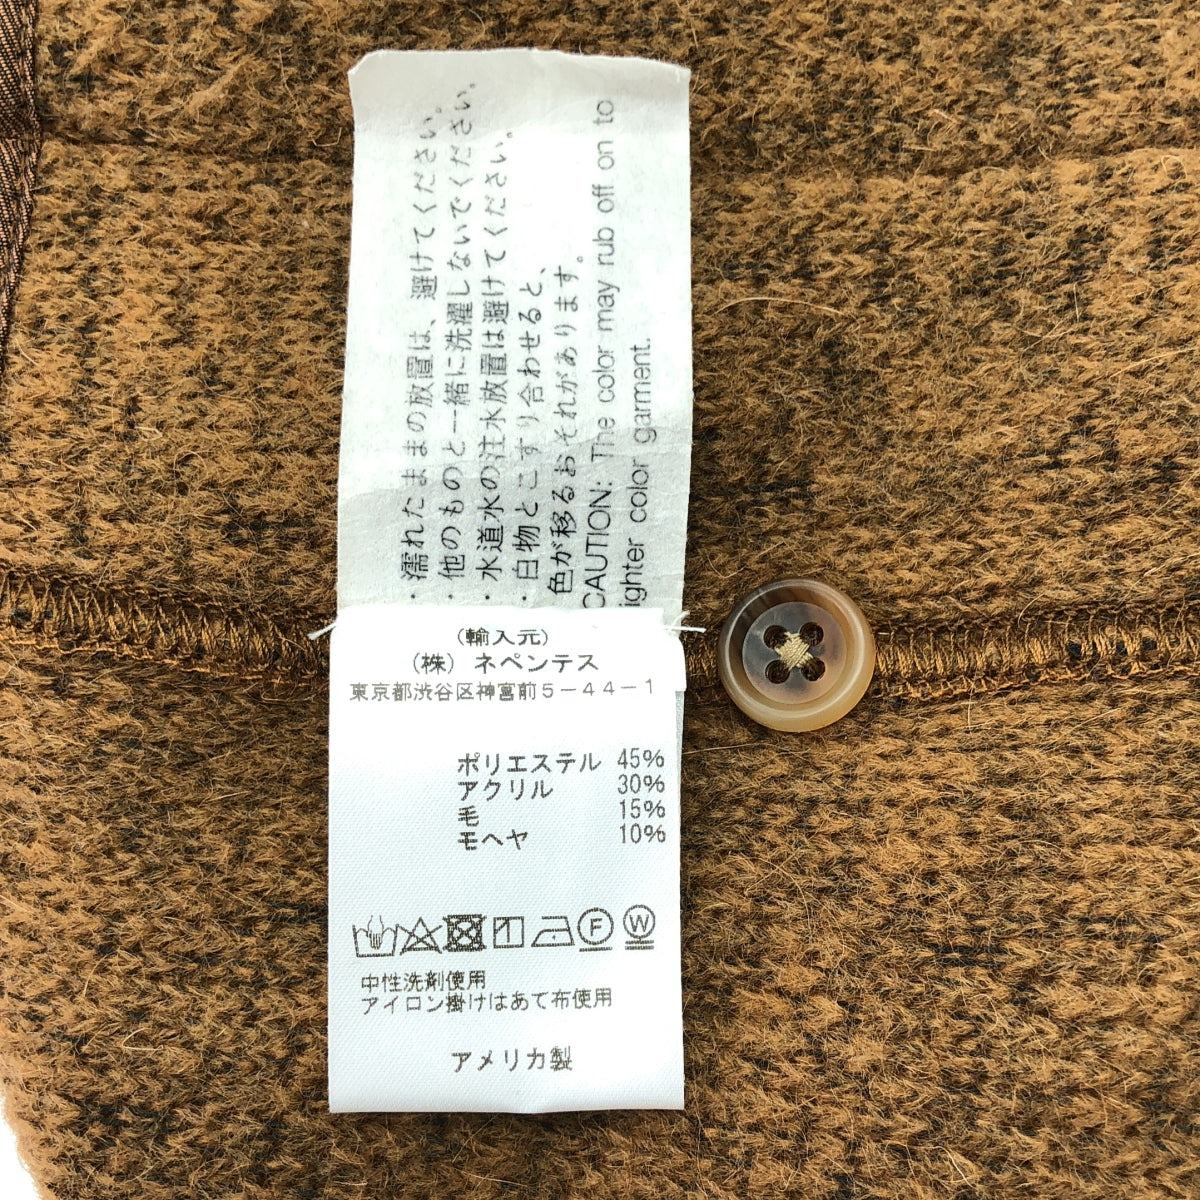 ・濡れたままの放置は、避けてください。
・他のものと一緒に洗濯しないでください。
・水道水の注水放置は避けてください。
・白物とこすり合わせると、
色が移るおそれがあります。
CAUTION: The color may rub off on to
lighter color garment.
(輸入元)
(株) ネペンテス
東京都渋谷区神宮前5-44-1
ポリエステル 45%
アクリル 30%
毛 15%
モヘヤ 10%
F W
中性洗剤使用
アイロン掛けはあて布使用
アメリカ製